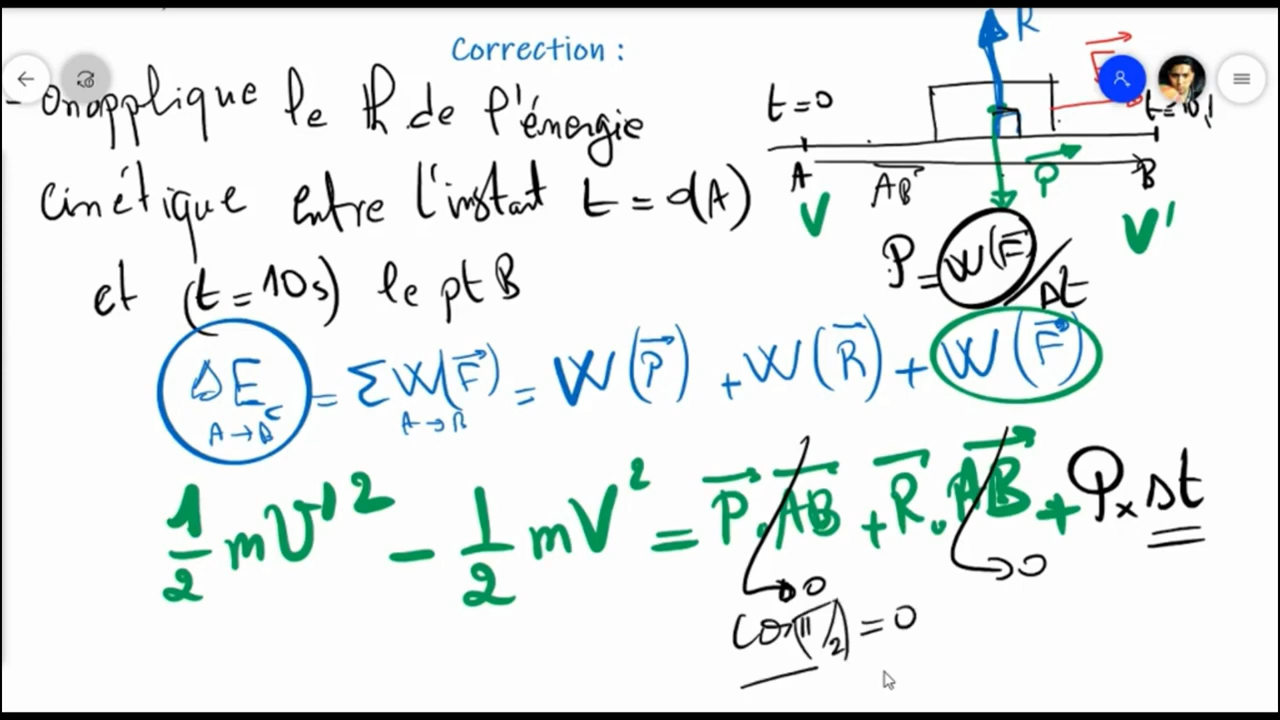 Correction :
- On applique le th de l'énergie
cinétique entre l'instant t = 0(A)
et (t = 10s) le pt B
R
t = 0
A
AB
P
B
V
V'
P = W(F)/Δt
ΔEc = ΣW(F) = W(P) + W(R) + W(F)
A→B A→B
1/2 mV'2 - 1/2 mV2 = P.AB + R.AB + P x Δt
→0 →0
cos(π/2) = 0